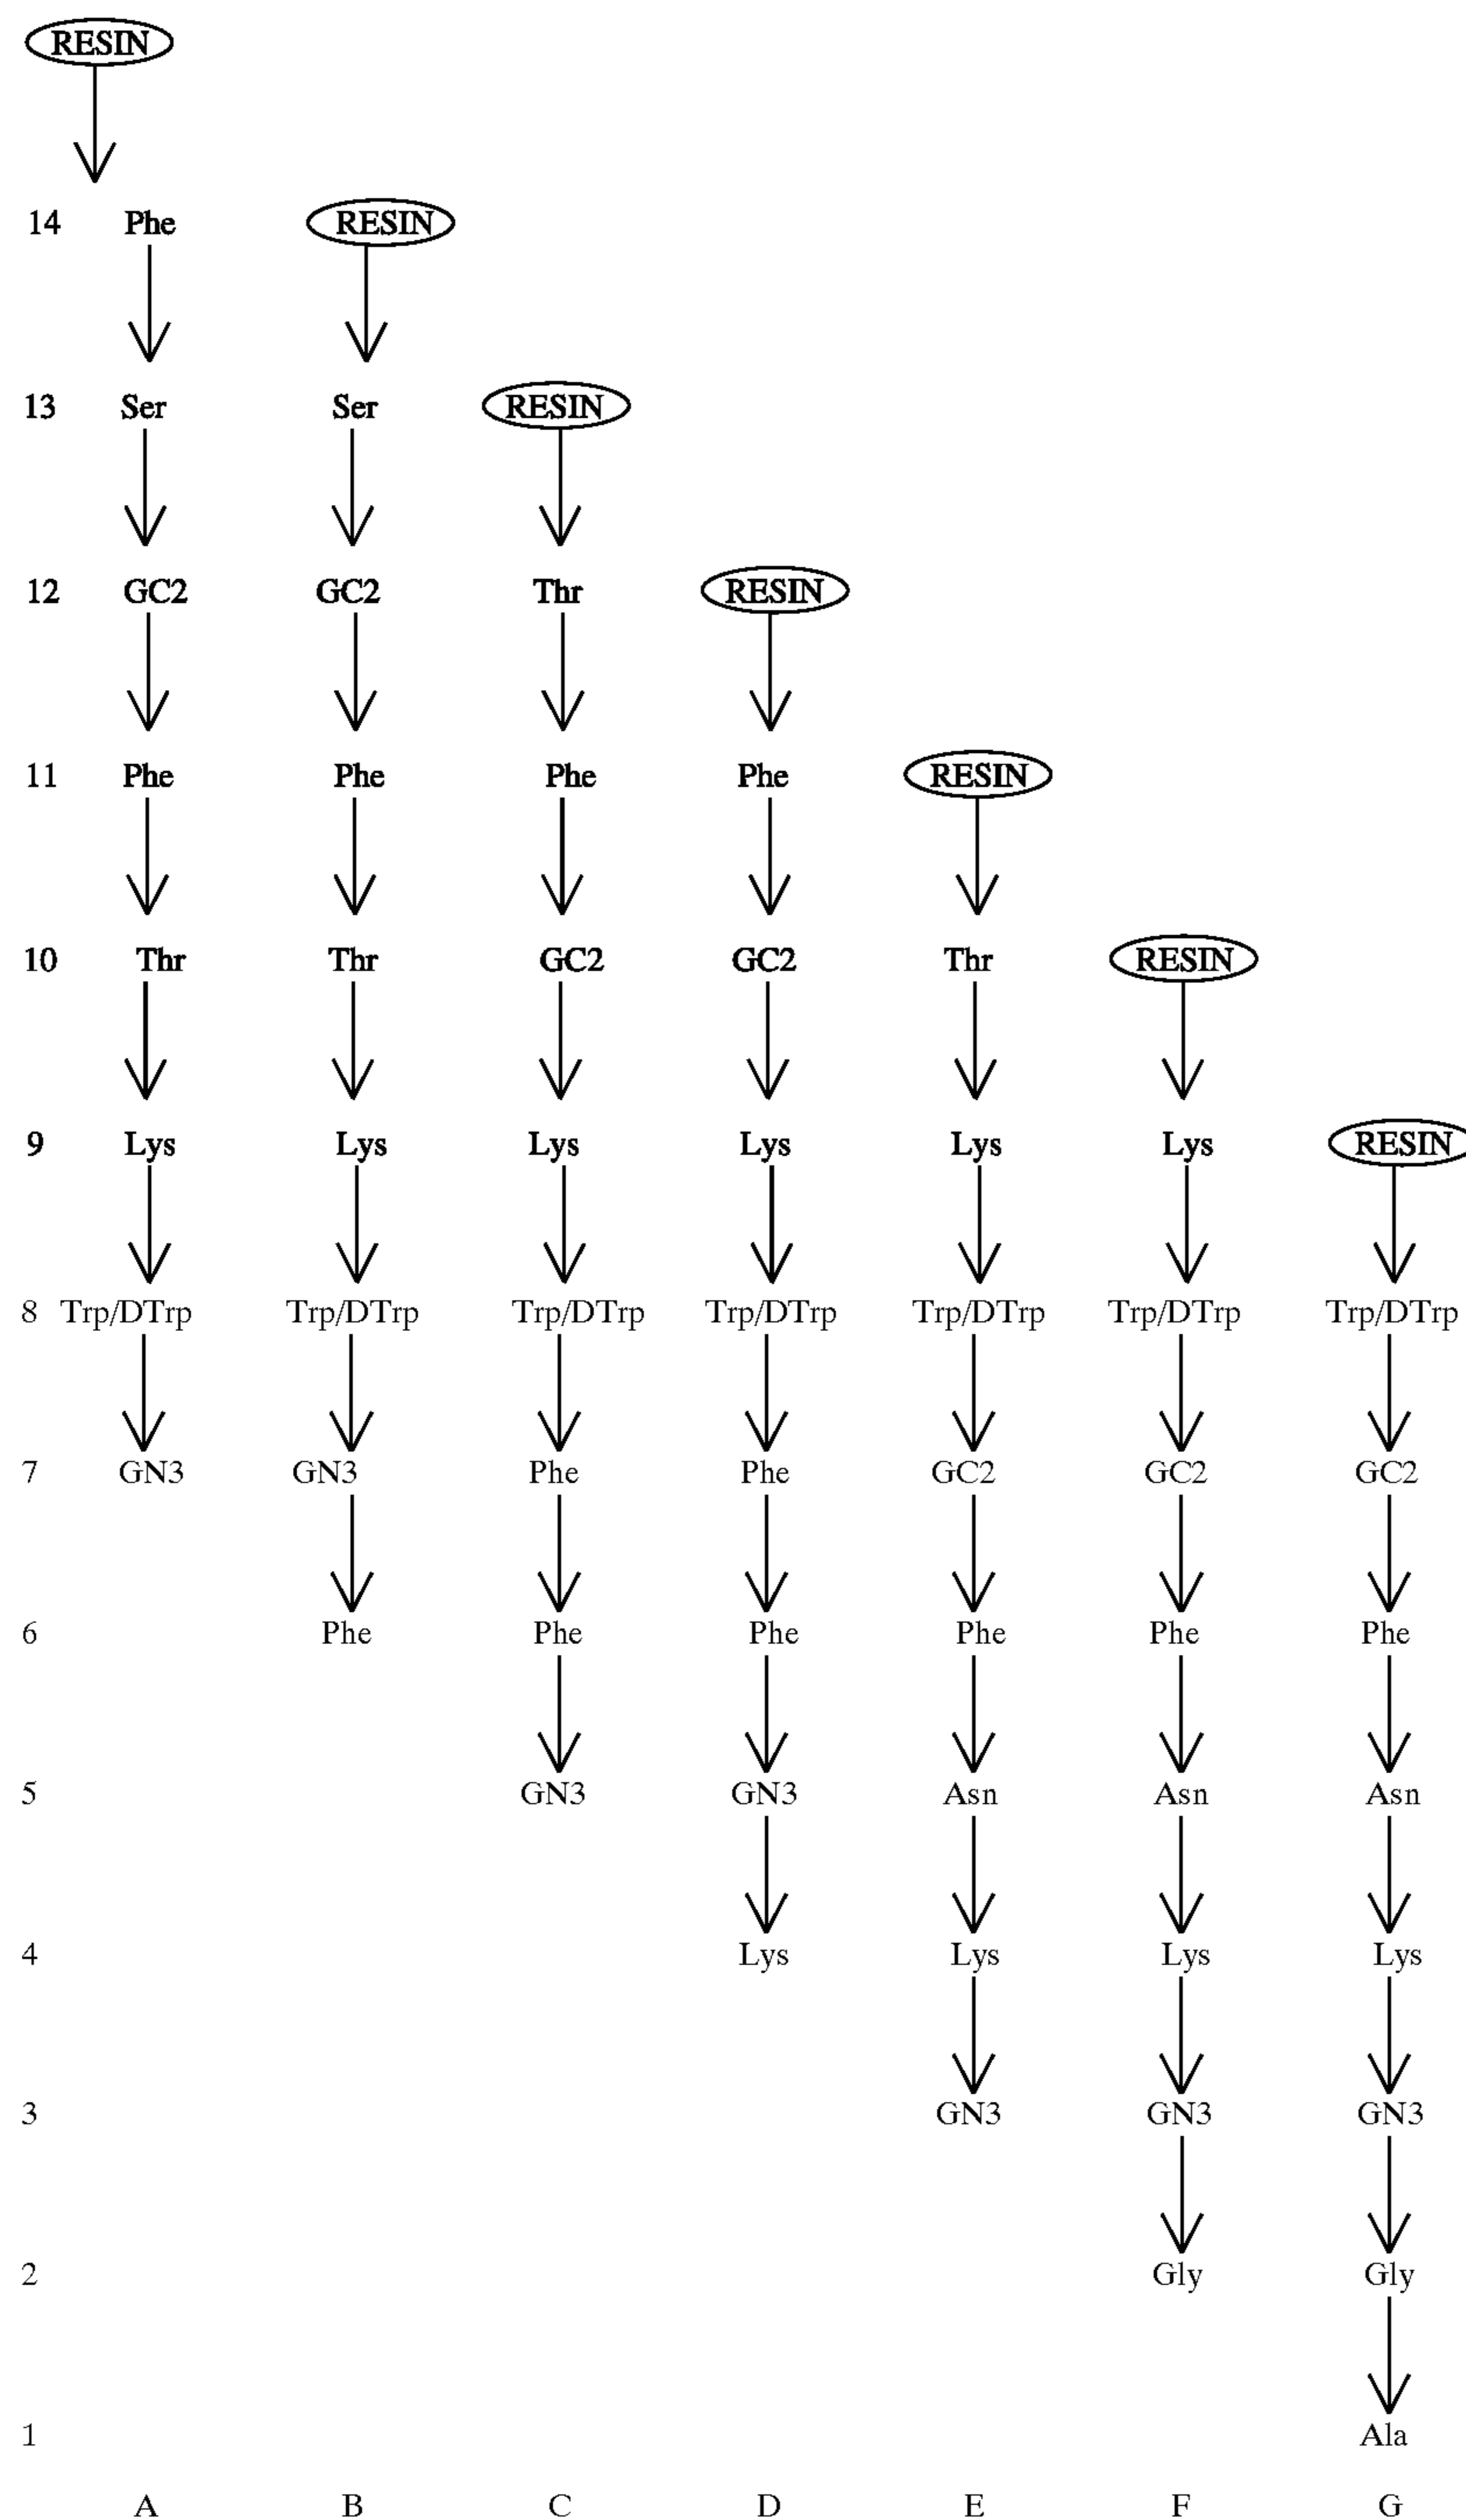 RESIN
14 Phe RESIN
13 Ser Ser RESIN
12 GC2 GC2 Thr RESIN
11 Phe Phe Phe Phe RESIN
10 Thr Thr GC2 GC2 Thr RESIN
9 Lys Lys Lys Lys Lys Lys RESIN
8 Trp/DTrp Trp/DTrp Trp/DTrp Trp/DTrp Trp/DTrp Trp/DTrp Trp/DTrp
7 GN3 GN3 Phe Phe GC2 GC2 GC2
6 Phe Phe Phe Phe Phe Phe
5 GN3 GN3 Asn Asn Asn
4 Lys Lys Lys Lys
3 GN3 GN3 GN3
2 Gly Gly
1 Ala
A B C D E F G